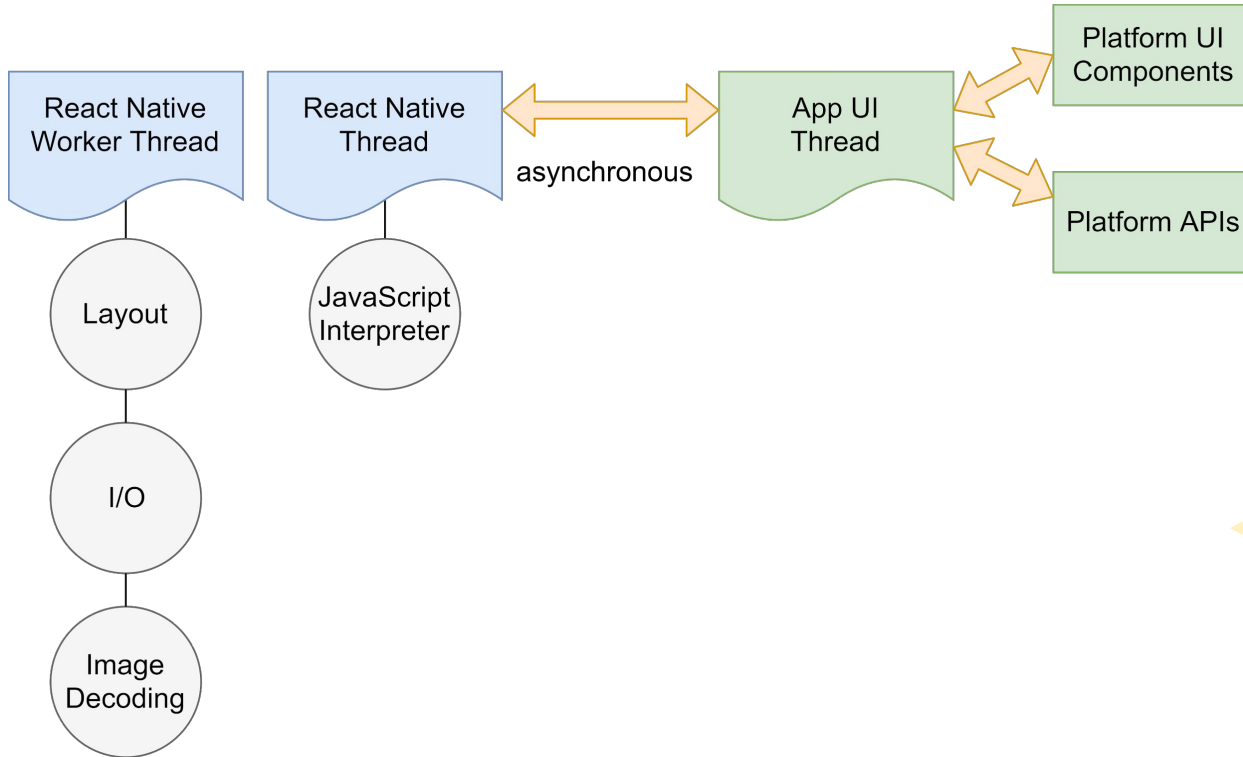 Platform UI
Components
React Native
Worker Thread
React Native
Thread
App UI
Thread
asynchronous
Platform APIs
Layout
JavaScript
Interpreter
I/O
Image
Decoding